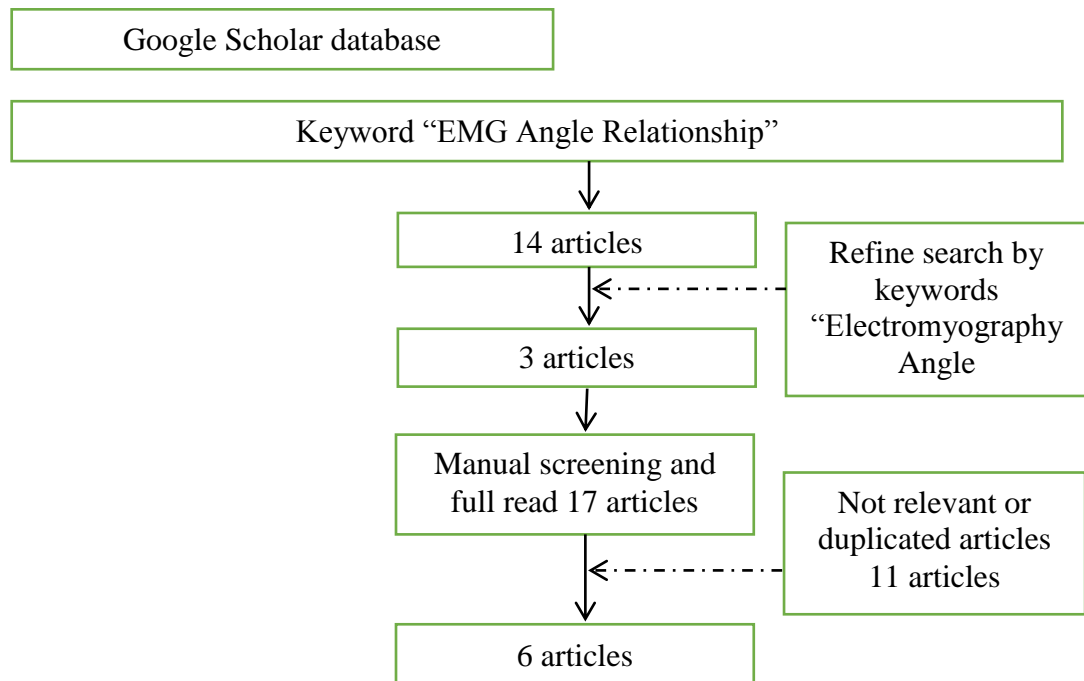 Google Scholar database
Keyword “EMG Angle Relationship”
14 articles
Refine search by
keywords
“Electromyography
Angle
3 articles
Manual screening and
full read 17 articles
Not relevant or
duplicated articles
11 articles
6 articles